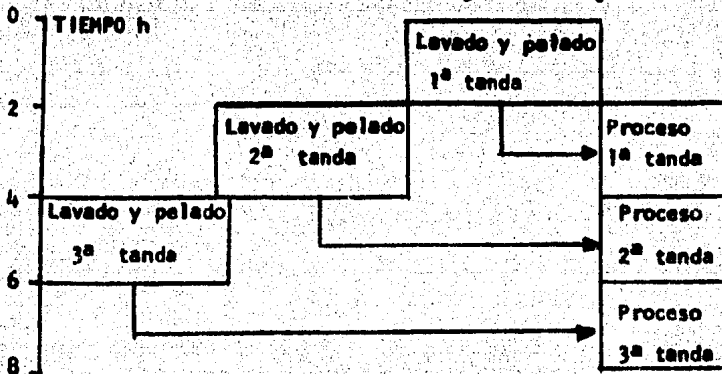 0
TIEMPO h
Lavado y pelado
1ª tanda
2
Lavado y pelado
2ª tanda
Proceso
1ª tanda
4
Lavado y pelado
3ª tanda
Proceso
2ª tanda
6
Proceso
3ª tanda
8